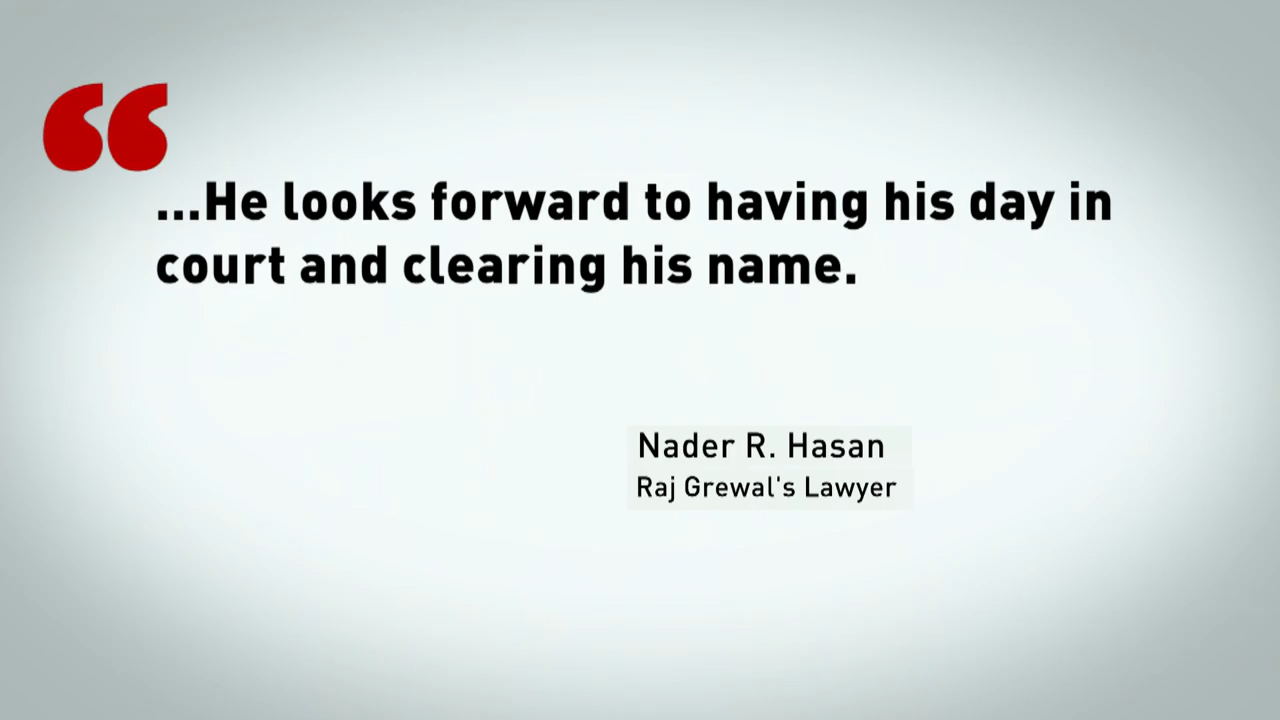 “
...He looks forward to having his day in
court and clearing his name.
Nader R. Hasan
Raj Grewal's Lawyer